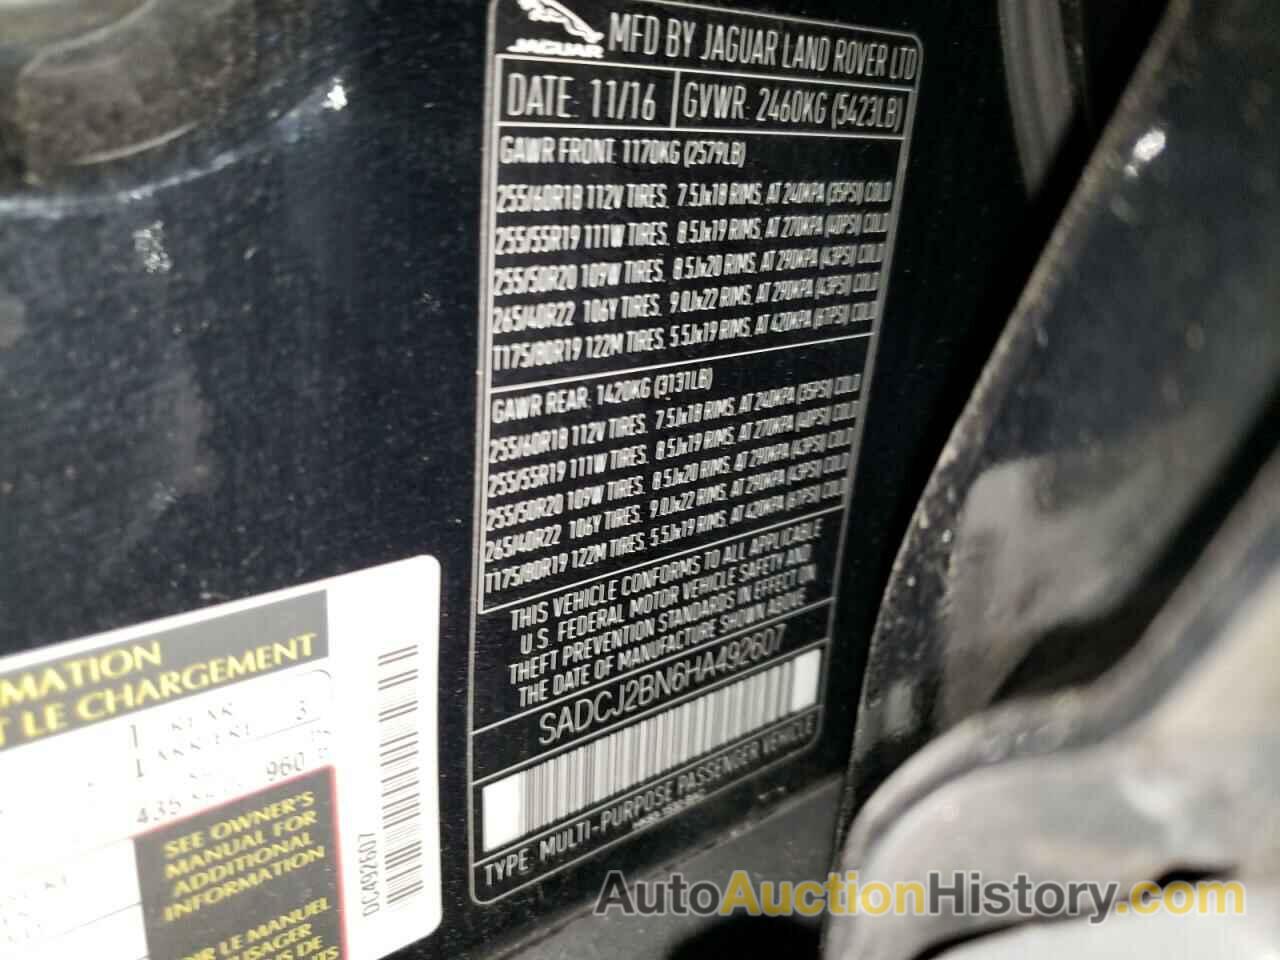 JAGUAR
MFD BY JAGUAR LAND ROVER LTD
DATE: 11/16
GVWR: 2460KG (5423LB)
GAWR FRONT: 1170KG (2579LB)
255/60R18 112V TIRES, 7.5Jx18 RIMS, AT 240KPA (35PSI) COLD
255/55R19 111W TIRES, 8.5Jx19 RIMS, AT 270KPA (40PSI) COLD
255/50R20 109W TIRES, 8.5Jx20 RIMS, AT 290KPA (43PSI) COLD
265/40R22 106Y TIRES, 9.0Jx22 RIMS, AT 290KPA (43PSI) COLD
T175/80R19 122M TIRES, 5.5Jx19 RIMS, AT 420KPA (61PSI) COLD
GAWR REAR: 1420KG (3131LB)
255/60R18 112V TIRES, 7.5Jx18 RIMS, AT 240KPA (35PSI) COLD
255/55R19 111W TIRES, 8.5Jx19 RIMS, AT 270KPA (40PSI) COLD
255/50R20 109W TIRES, 8.5Jx20 RIMS, AT 290KPA (43PSI) COLD
265/40R22 106Y TIRES, 9.0Jx22 RIMS, AT 290KPA (43PSI) COLD
T175/80R19 122M TIRES, 5.5Jx19 RIMS, AT 420KPA (61PSI) COLD
THIS VEHICLE CONFORMS TO ALL APPLICABLE
U.S. FEDERAL MOTOR VEHICLE SAFETY AND
THEFT PREVENTION STANDARDS IN EFFECT ON
THE DATE OF MANUFACTURE SHOWN ABOVE
SADCJ2BN6HA492607
TYPE: MULTI-PURPOSE PASSENGER VEHICLE
MATION
LE CHARGEMENT
1 REAR 3
1 ARRIERE
435 960
SEE OWNER'S
MANUAL FOR
ADDITIONAL
INFORMATION
LE MANUEL
USAGER
DE
DC492607
AutoAuctionHistory.com